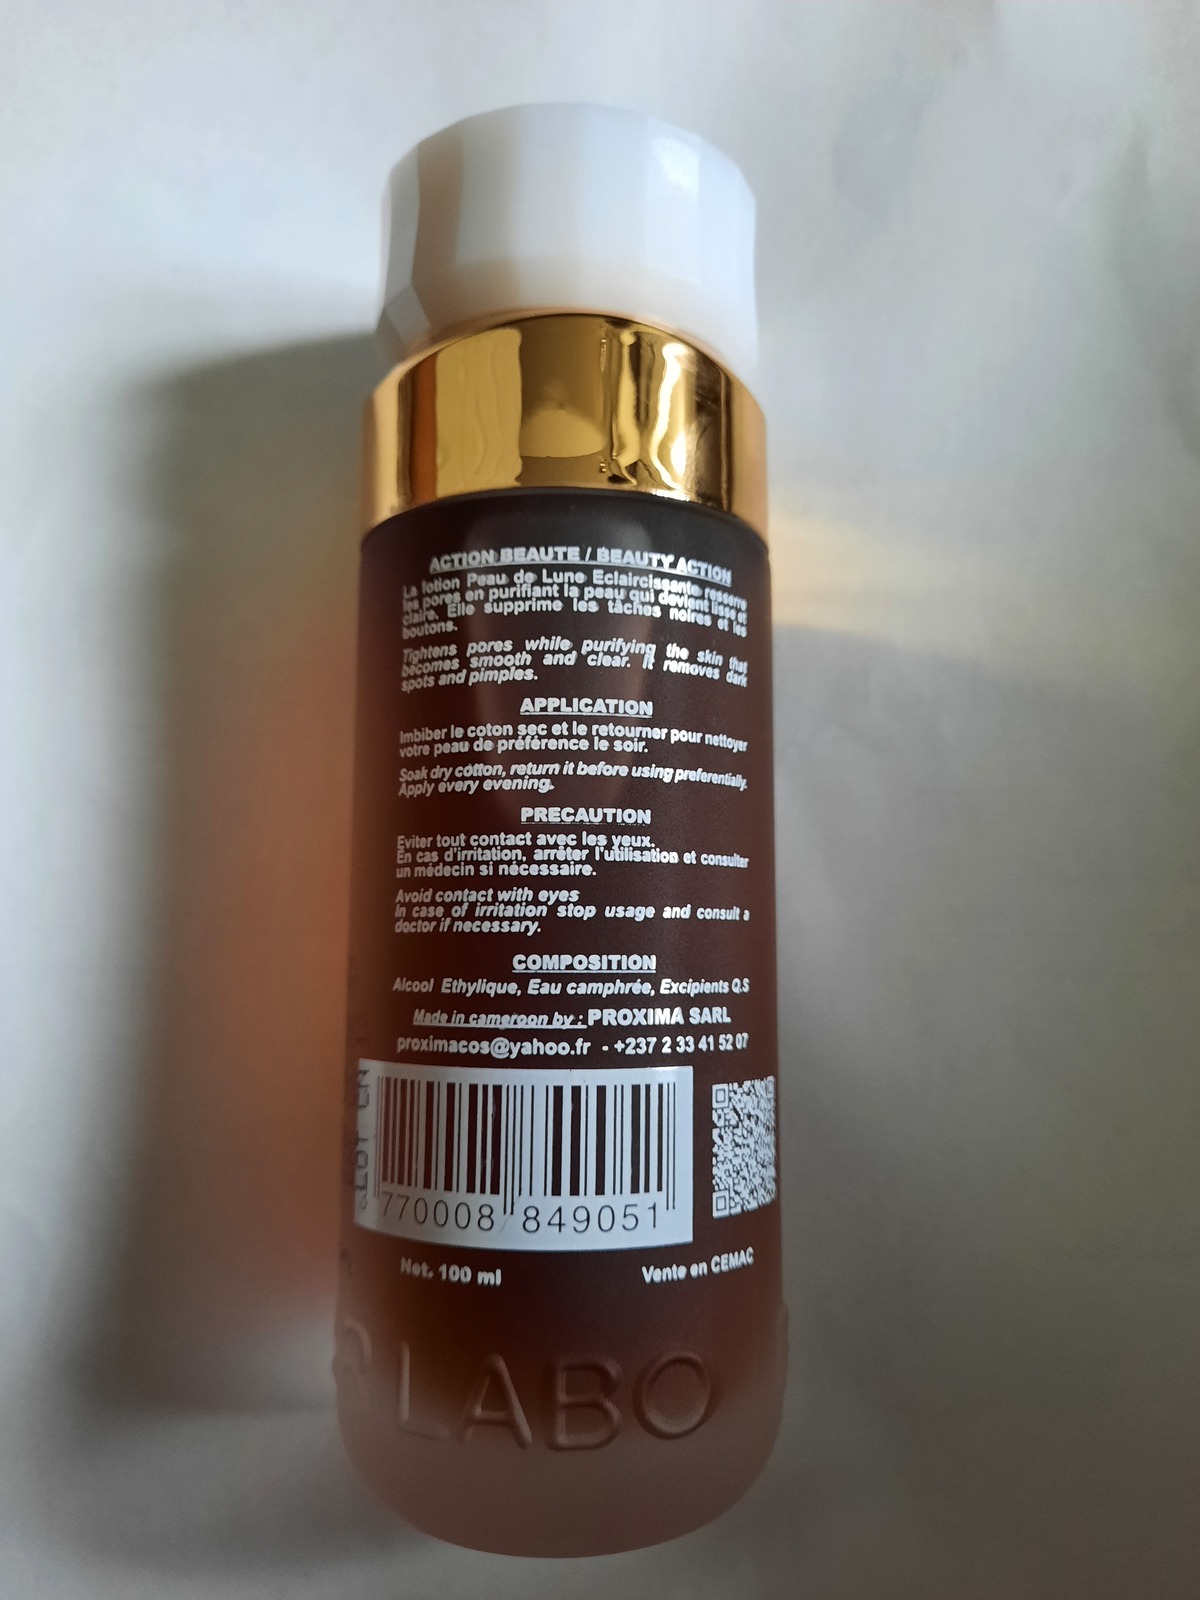 ACTION BEAUTE / BEAUTY ACTION
La lotion Peau de Lune Eclaircissante resserre
les pores en purifiant la peau qui devient lisse et
claire. Elle supprime les tâches noires et les
boutons.
Tightens pores while purifying the skin that
becomes smooth and clear. It removes dark
spots and pimples.
APPLICATION
Imbiber le coton sec et le retourner pour nettoyer
votre peau de préférence le soir.
Soak dry cotton, return it before using preferentially.
Apply every evening.
PRECAUTION
Eviter tout contact avec les yeux.
En cas d'irritation, arrêter l'utilisation et consulter
un médecin si nécessaire.
Avoid contact with eyes
In case of irritation stop usage and consult a
doctor if necessary.
COMPOSITION
Alcool Ethylique, Eau camphrée, Excipients Q.S
Made in cameroon by : PROXIMA SARL
proximacos@yahoo.fr - +237 2 33 41 52 07
770008 849051
Net. 100 ml
Vente en CEMAC
LABO